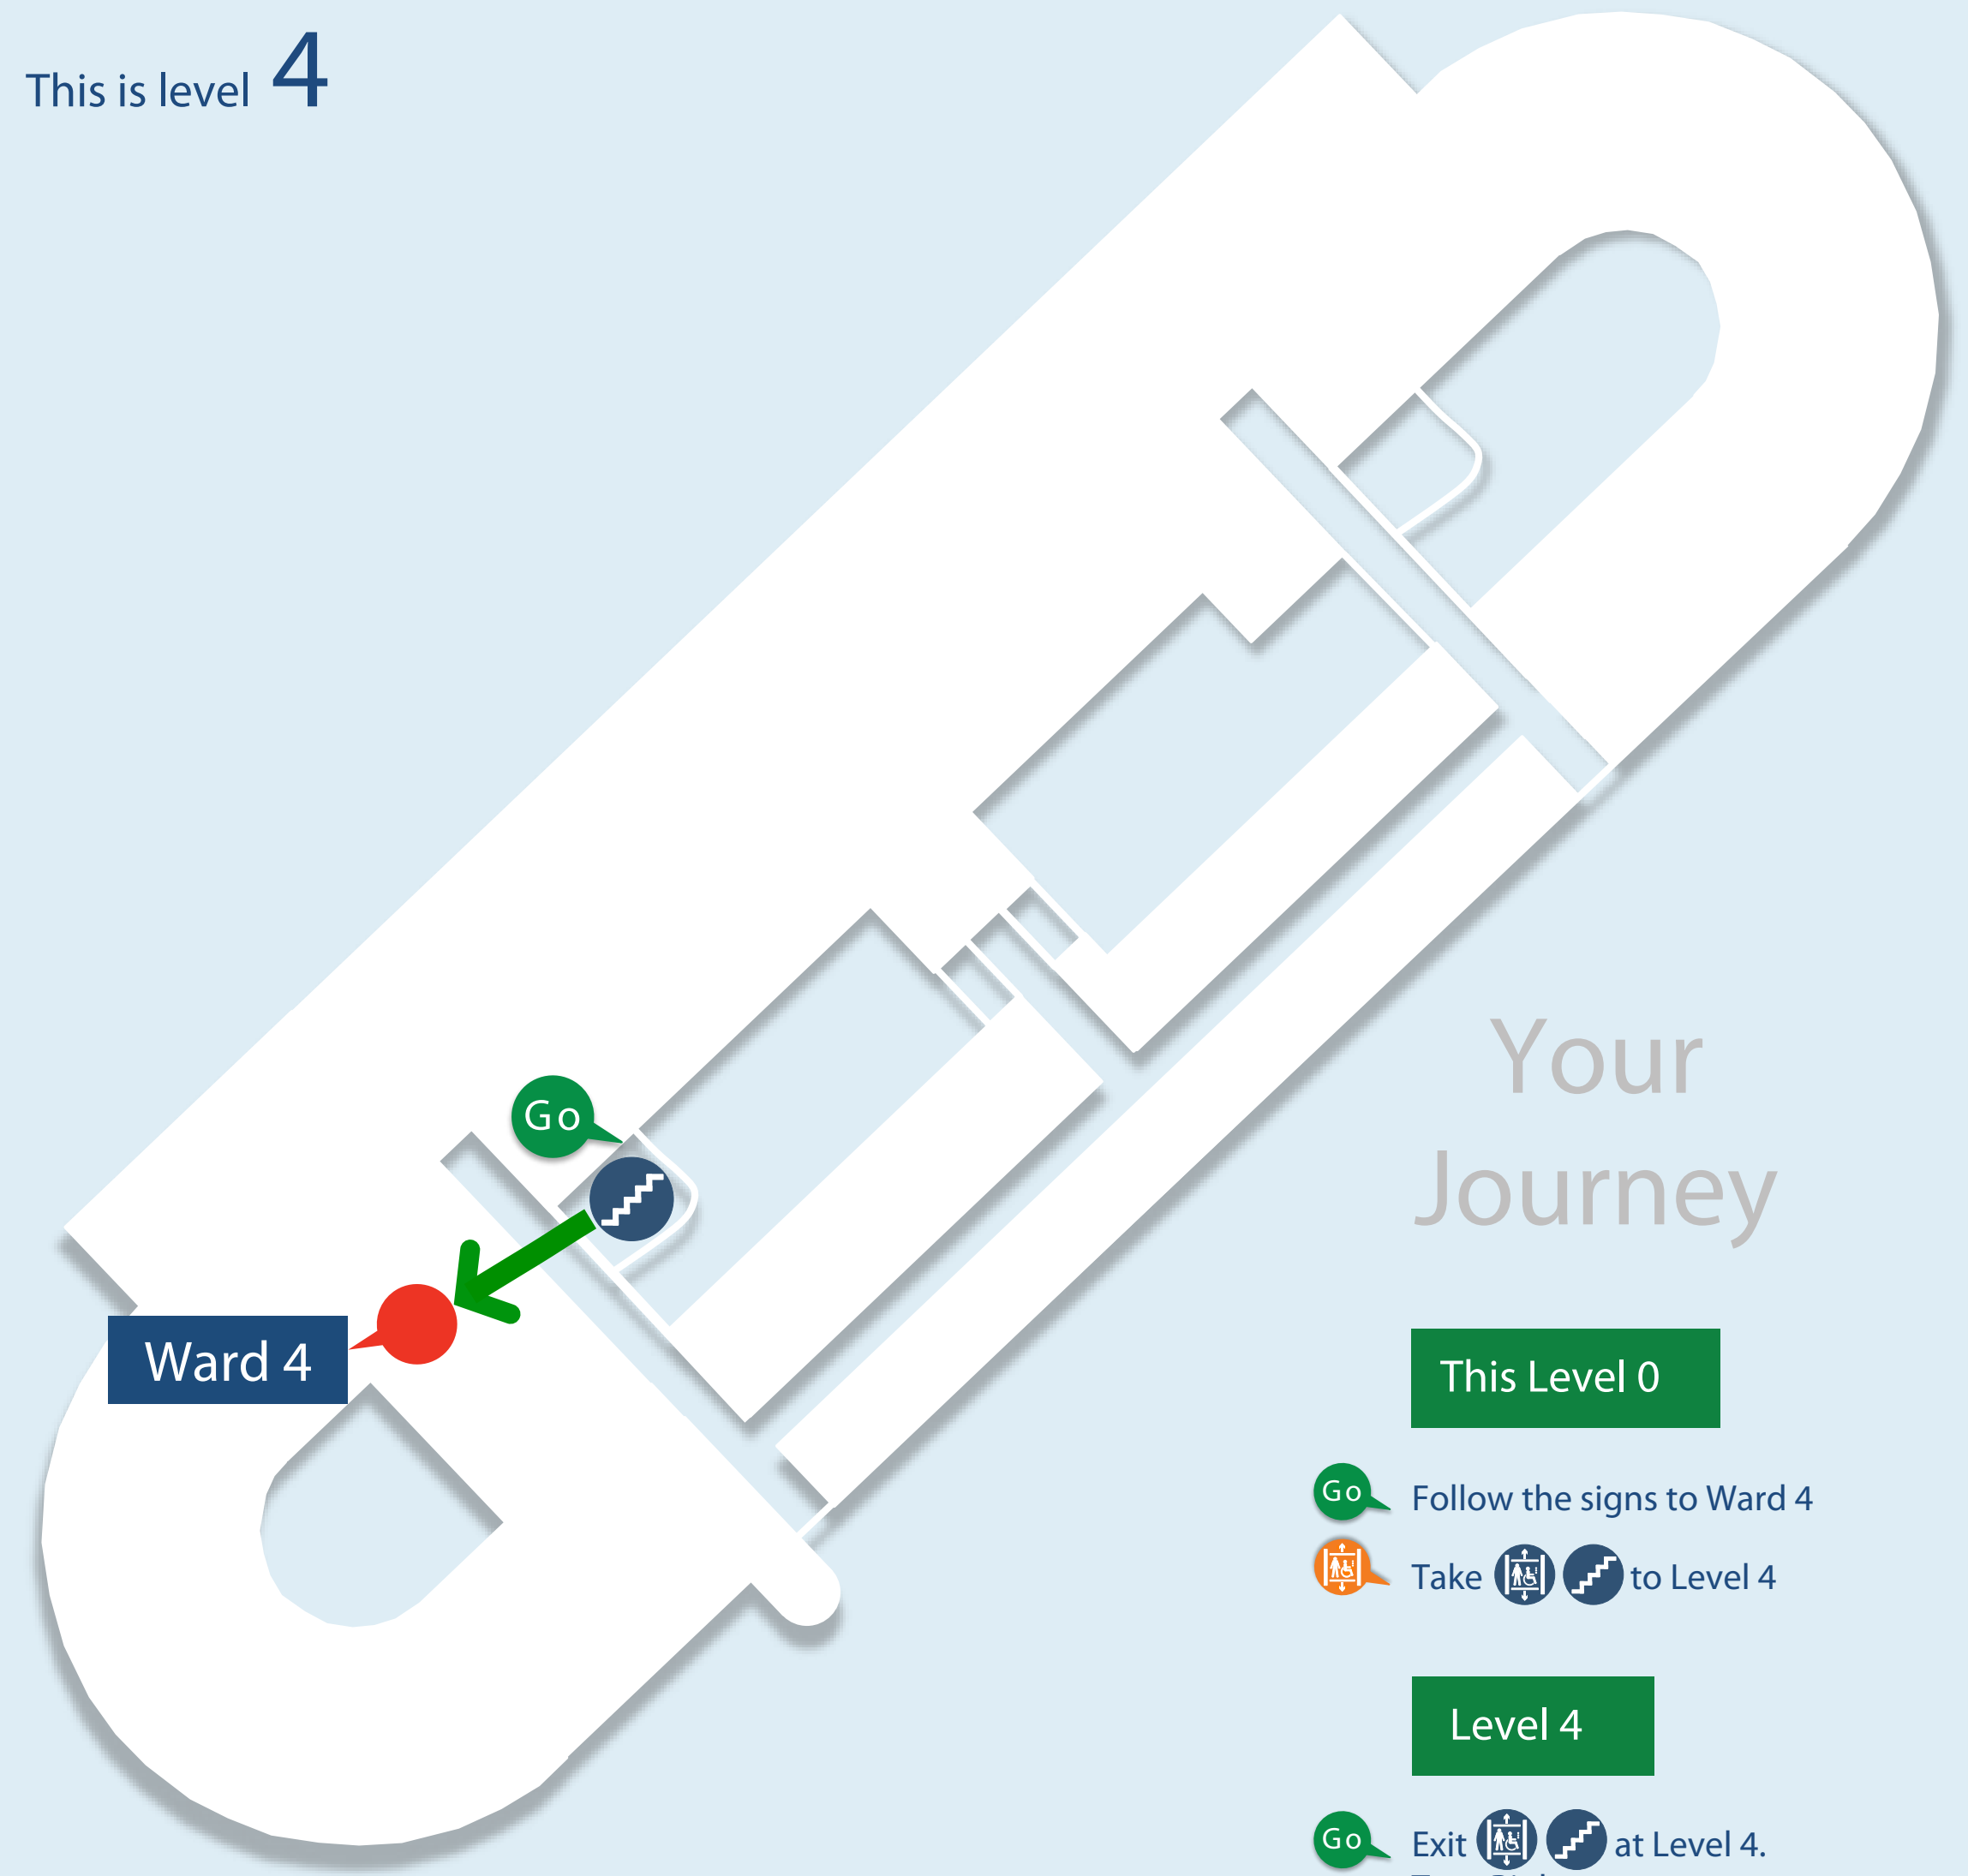 This is level 4
Go
Ward 4
Your
Journey
This Level 0
Go Follow the signs to Ward 4
Take to Level 4
Level 4
Go Exit at Level 4.